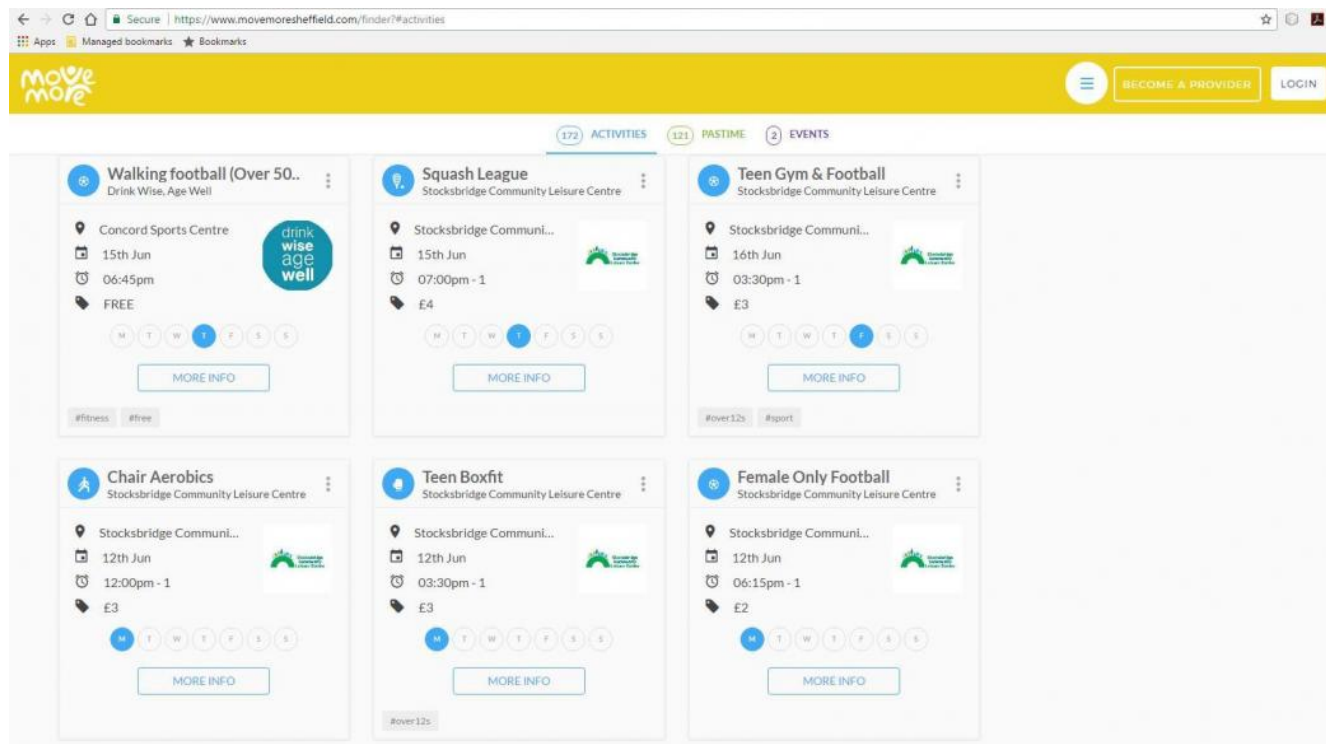 Secure | https://www.movemoresheffield.com/finder?#activities
Apps Managed bookmarks Bookmarks
move more
BECOME A PROVIDER
LOGIN
172 ACTIVITIES 121 PASTIME 2 EVENTS
Walking football (Over 50..
Drink Wise, Age Well
Concord Sports Centre
drink wise age well
15th Jun
06:45pm
FREE
M T W T F S S
MORE INFO
#fitness #free
Squash League
Stocksbridge Community Leisure Centre
Stocksbridge Communi...
15th Jun
07:00pm - 1
£4
M T W T F S S
MORE INFO
Teen Gym & Football
Stocksbridge Community Leisure Centre
Stocksbridge Communi...
16th Jun
03:30pm - 1
£3
M T W T F S S
MORE INFO
#over12s #sport
Chair Aerobics
Stocksbridge Community Leisure Centre
Stocksbridge Communi...
12th Jun
12:00pm - 1
£3
M T W T F S S
MORE INFO
Teen Boxfit
Stocksbridge Community Leisure Centre
Stocksbridge Communi...
12th Jun
03:30pm - 1
£3
M T W T F S S
MORE INFO
#over12s
Female Only Football
Stocksbridge Community Leisure Centre
Stocksbridge Communi...
12th Jun
06:15pm - 1
£2
M T W T F S S
MORE INFO